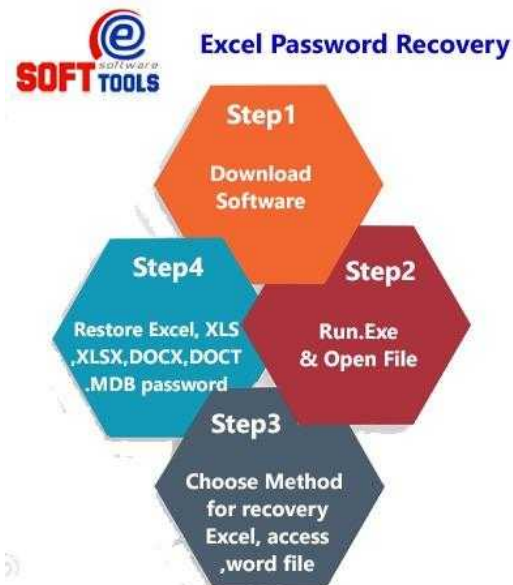 e
software
SOFT TOOLS
Excel Password Recovery
Step1
Download
Software
Step2
Run.Exe
& Open File
Step3
Choose Method
for recovery
Excel, access
,word file
Step4
Restore Excel, XLS
,XLSX,DOCX,DOCT
.MDB password